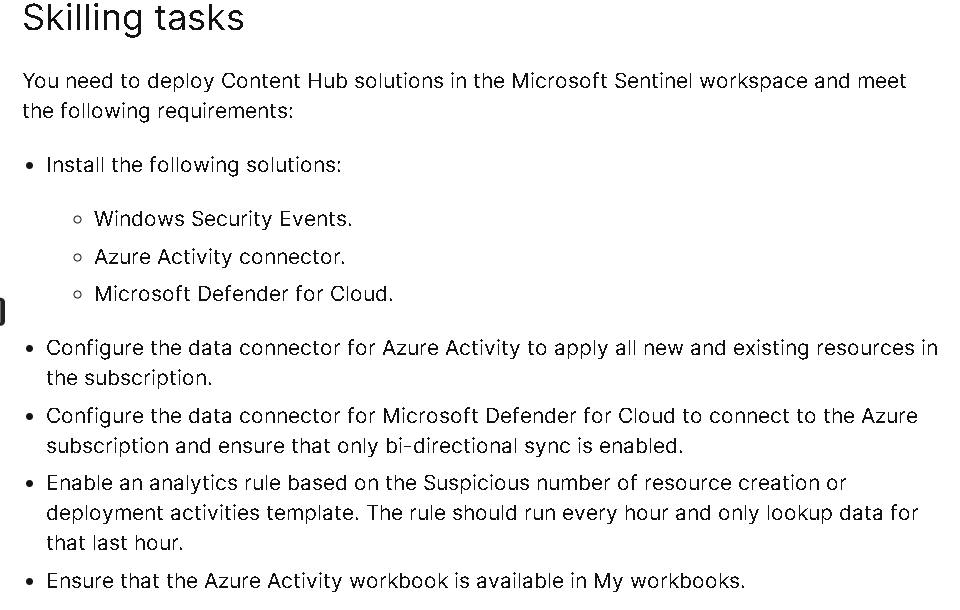 Skilling tasks
You need to deploy Content Hub solutions in the Microsoft Sentinel workspace and meet
the following requirements:
• Install the following solutions:
◦ Windows Security Events.
◦ Azure Activity connector.
◦ Microsoft Defender for Cloud.
• Configure the data connector for Azure Activity to apply all new and existing resources in
the subscription.
• Configure the data connector for Microsoft Defender for Cloud to connect to the Azure
subscription and ensure that only bi-directional sync is enabled.
• Enable an analytics rule based on the Suspicious number of resource creation or
deployment activities template. The rule should run every hour and only lookup data for
that last hour.
• Ensure that the Azure Activity workbook is available in My workbooks.